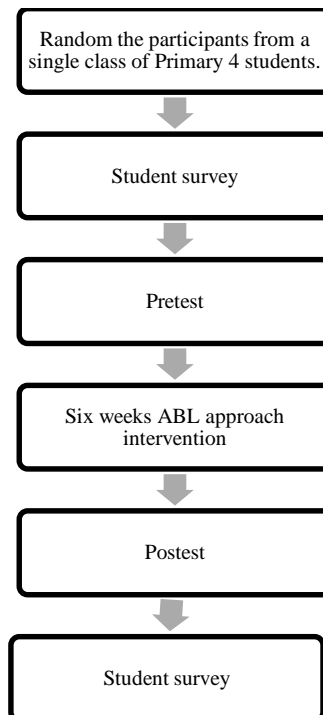 Random the participants from a
single class of Primary 4 students.
Student survey
Pretest
Six weeks ABL approach
intervention
Postest
Student survey